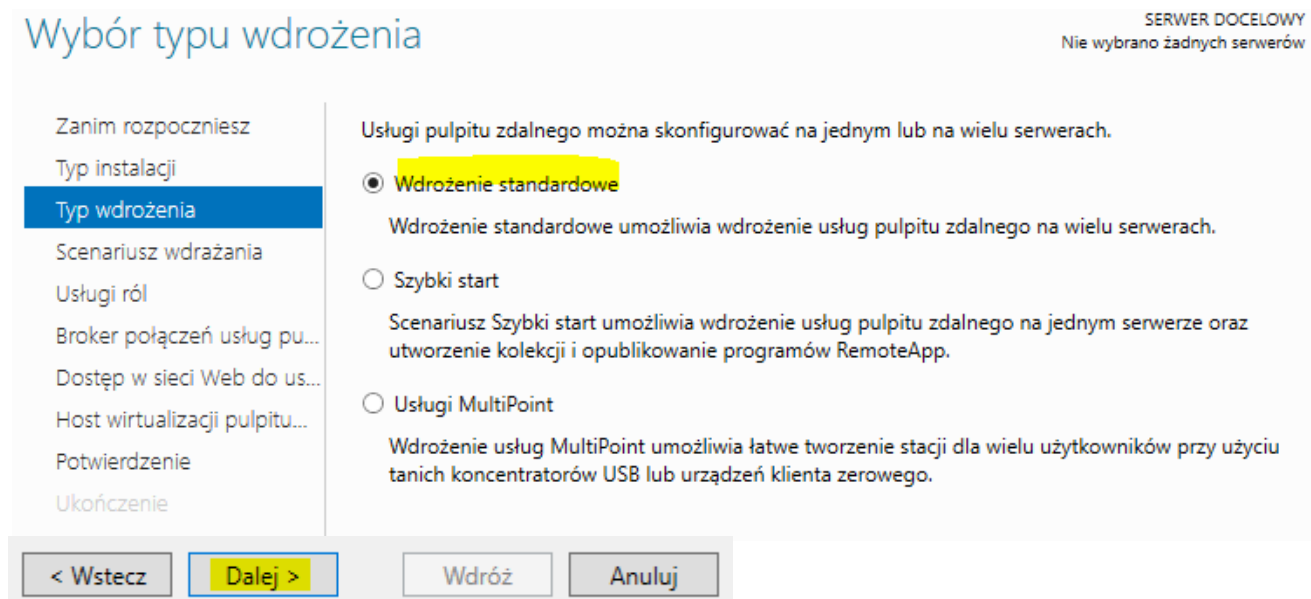 Wybór typu wdrożenia
SERWER DOCELOWY
Nie wybrano żadnych serwerów
Zanim rozpoczniesz
Typ instalacji
Typ wdrożenia
Scenariusz wdrażania
Usługi ról
Broker połączeń usług pu...
Dostęp w sieci Web do us...
Host wirtualizacji pulpitu...
Potwierdzenie
Ukończenie
Usługi pulpitu zdalnego można skonfigurować na jednym lub na wielu serwerach.
Wdrożenie standardowe
Wdrożenie standardowe umożliwia wdrożenie usług pulpitu zdalnego na wielu serwerach.
Szybki start
Scenariusz Szybki start umożliwia wdrożenie usług pulpitu zdalnego na jednym serwerze oraz
utworzenie kolekcji i opublikowanie programów RemoteApp.
Usługi MultiPoint
Wdrożenie usług MultiPoint umożliwia łatwe tworzenie stacji dla wielu użytkowników przy użyciu
tanich koncentratorów USB lub urządzeń klienta zerowego.
< Wstecz
Dalej >
Wdróż
Anuluj